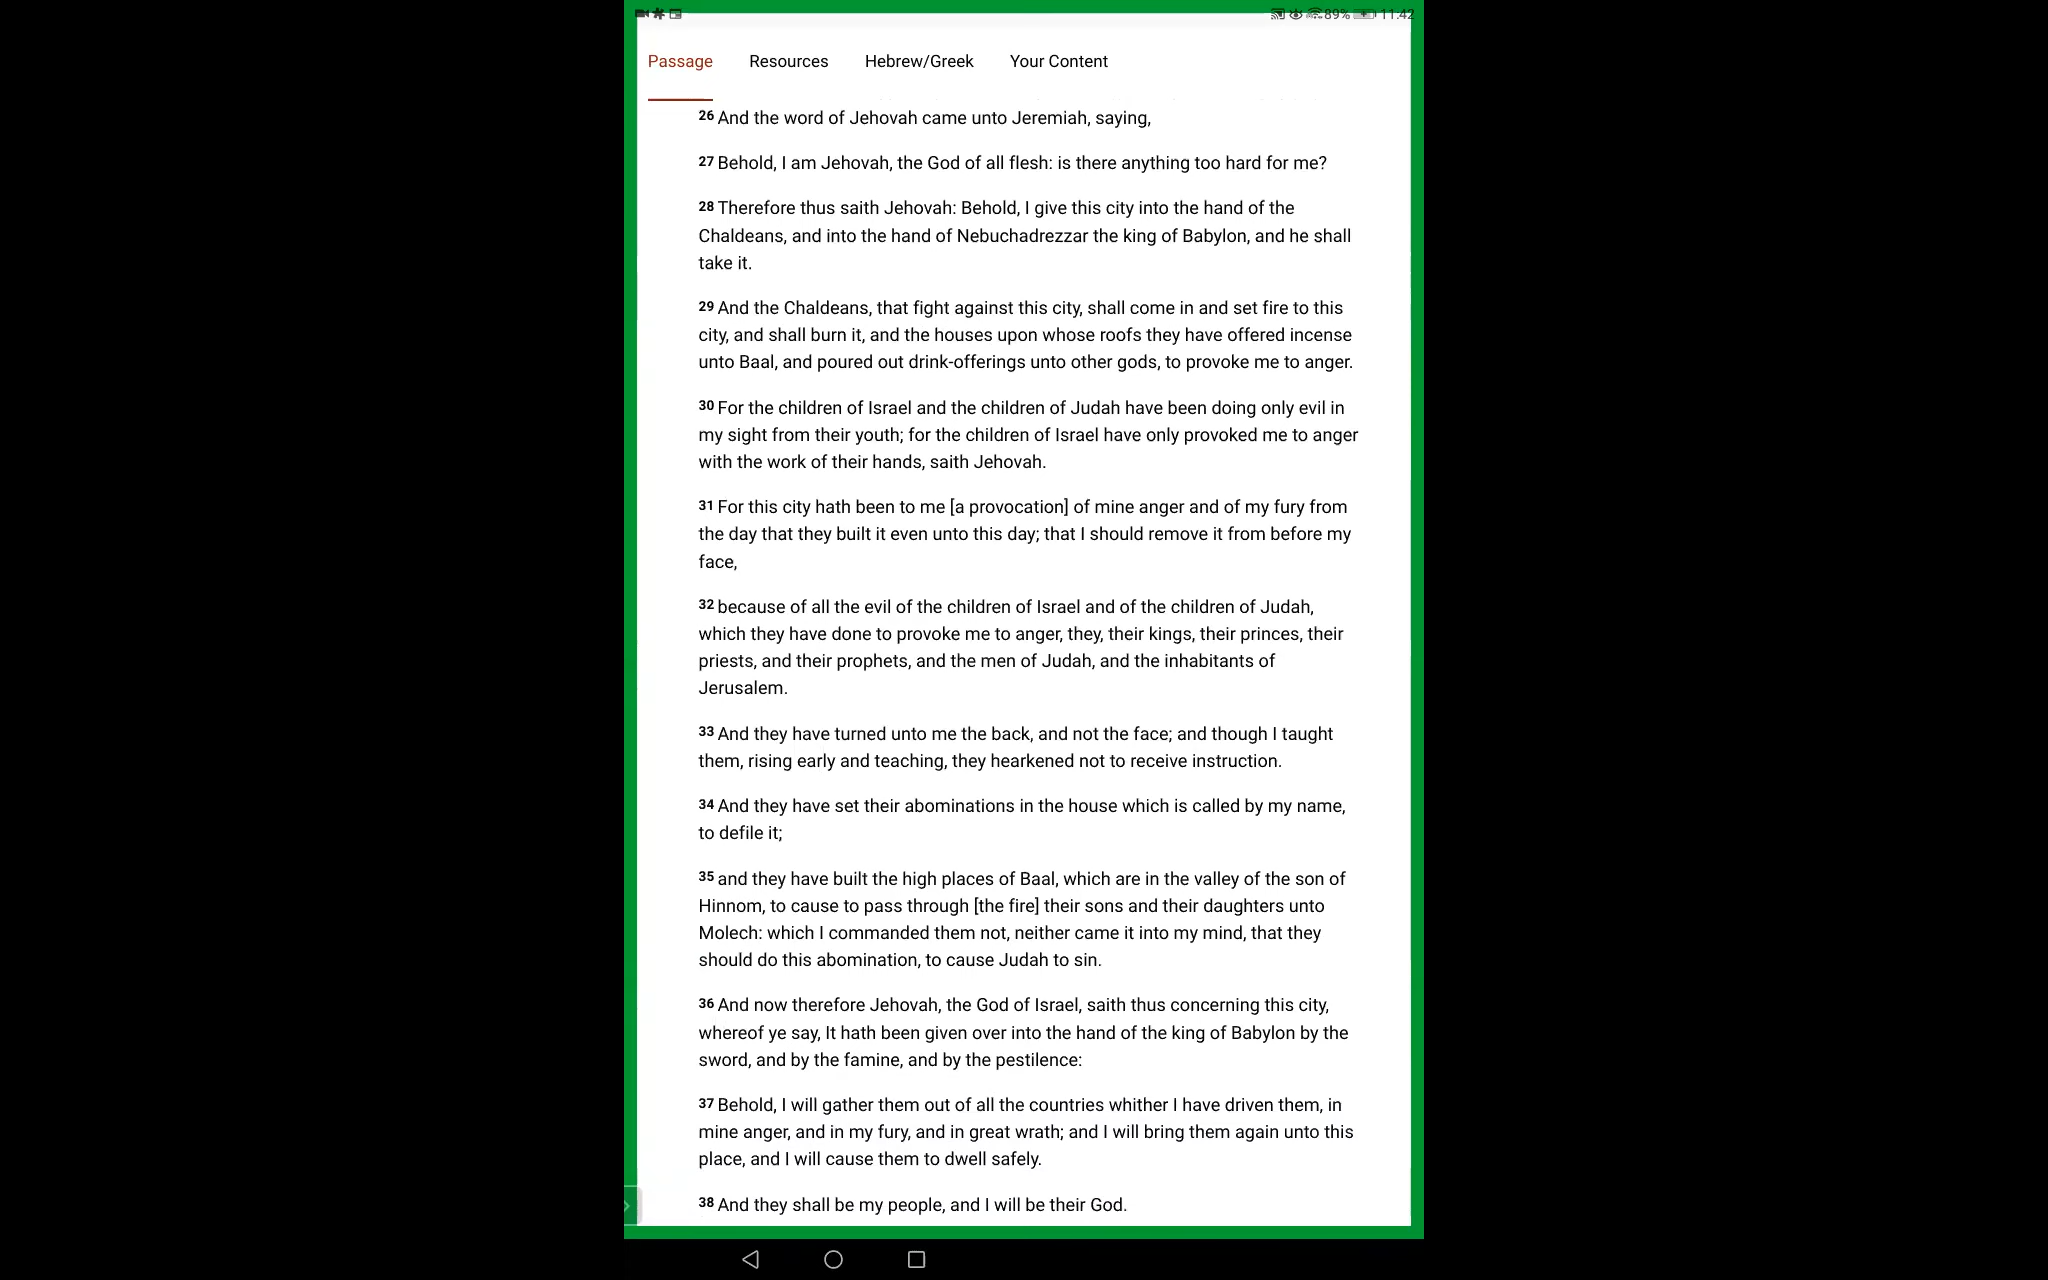 89% 11:42
Passage Resources Hebrew/Greek Your Content
26 And the word of Jehovah came unto Jeremiah, saying,
27 Behold, I am Jehovah, the God of all flesh: is there anything too hard for me?
28 Therefore thus saith Jehovah: Behold, I give this city into the hand of the
Chaldeans, and into the hand of Nebuchadrezzar the king of Babylon, and he shall
take it.
29 And the Chaldeans, that fight against this city, shall come in and set fire to this
city, and shall burn it, and the houses upon whose roofs they have offered incense
unto Baal, and poured out drink-offerings unto other gods, to provoke me to anger.
30 For the children of Israel and the children of Judah have been doing only evil in
my sight from their youth; for the children of Israel have only provoked me to anger
with the work of their hands, saith Jehovah.
31 For this city hath been to me [a provocation] of mine anger and of my fury from
the day that they built it even unto this day; that I should remove it from before my
face,
32 because of all the evil of the children of Israel and of the children of Judah,
which they have done to provoke me to anger, they, their kings, their princes, their
priests, and their prophets, and the men of Judah, and the inhabitants of
Jerusalem.
33 And they have turned unto me the back, and not the face; and though I taught
them, rising early and teaching, they hearkened not to receive instruction.
34 And they have set their abominations in the house which is called by my name,
to defile it;
35 and they have built the high places of Baal, which are in the valley of the son of
Hinnom, to cause to pass through [the fire] their sons and their daughters unto
Molech: which I commanded them not, neither came it into my mind, that they
should do this abomination, to cause Judah to sin.
36 And now therefore Jehovah, the God of Israel, saith thus concerning this city,
whereof ye say, It hath been given over into the hand of the king of Babylon by the
sword, and by the famine, and by the pestilence:
37 Behold, I will gather them out of all the countries whither I have driven them, in
mine anger, and in my fury, and in great wrath; and I will bring them again unto this
place, and I will cause them to dwell safely.
38 And they shall be my people, and I will be their God.